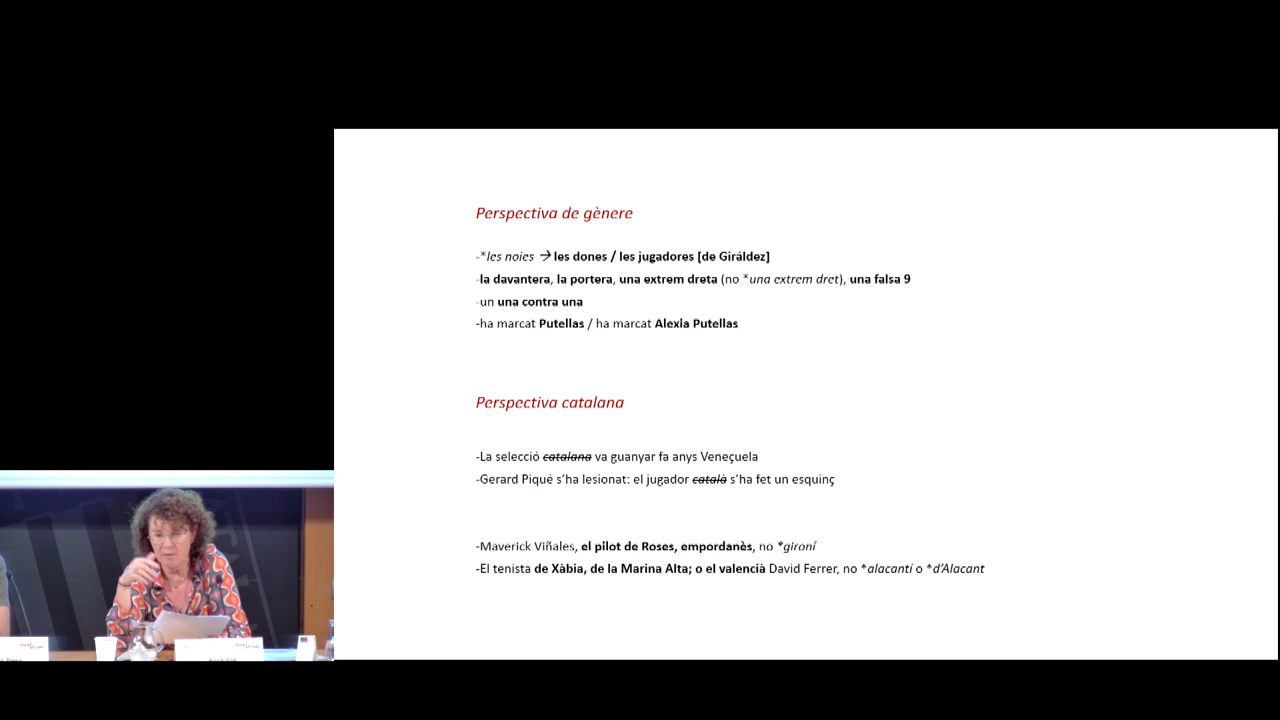 Perspectiva de gènere
-*les noies → les dones / les jugadores [de Giráldez]
-la davantera, la portera, una extrem dreta (no *una extrem dret), una falsa 9
-un una contra una
-ha marcat Putellas / ha marcat Alexia Putellas
Perspectiva catalana
-La selecció catalana va guanyar fa anys Veneçuela
-Gerard Piqué s'ha lesionat: el jugador català s'ha fet un esquinç
-Maverick Viñales, el pilot de Roses, empordanès, no *gironí
-El tenista de Xàbia, de la Marina Alta; o el valencià David Ferrer, no *alacantí o *d'Alacant